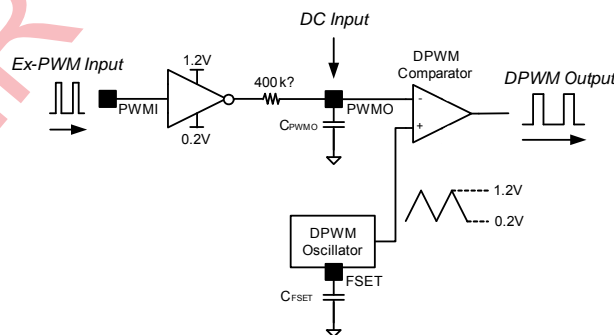 DC Input
Ex-PWM Input
1.2V
0.2V
PWMI
400k?
PWMO
CPWMO
DPWM
Comparator
-
+
DPWM Output
1.2V
0.2V
DPWM
Oscillator
FSET
CFSET